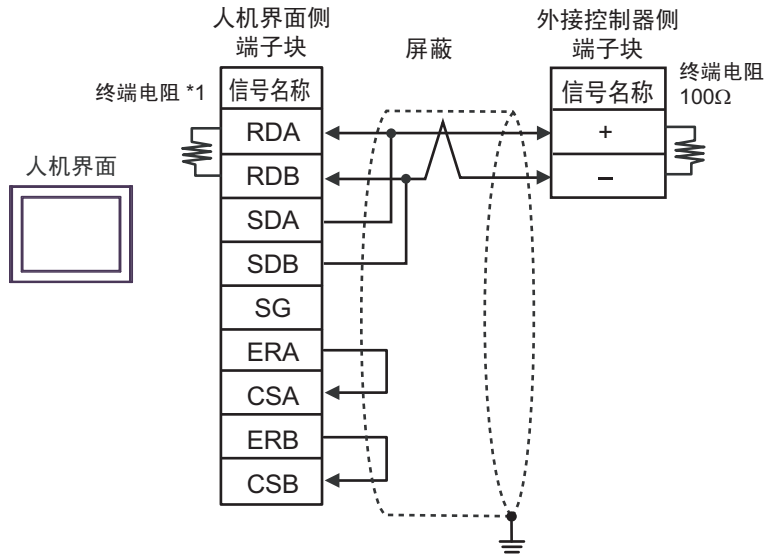 人机界面侧
端子块
屏蔽
外接控制器侧
端子块
终端电阻 *1
信号名称
信号名称
终端电阻
100Ω
RDA
+
人机界面
RDB
–
SDA
SDB
SG
ERA
CSA
ERB
CSB